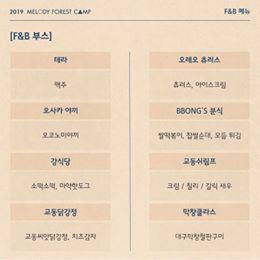 2019 MELODY FOREST C▲MP
F&B 메뉴
[F&B 부스]
테라
맥주
오사카 야끼
오코노미야끼
강식당
소떡소떡, 마약핫도그
교동닭강정
교동씨앗닭강정, 치즈감자
오레오 츄러스
츄러스, 아이스크림
BBONG'S 분식
쌀떡볶이, 찹쌀순대, 모듬 튀김
교동쉬림프
크림 / 칠리 / 갈릭 새우
막창클라스
대구막창철판구이